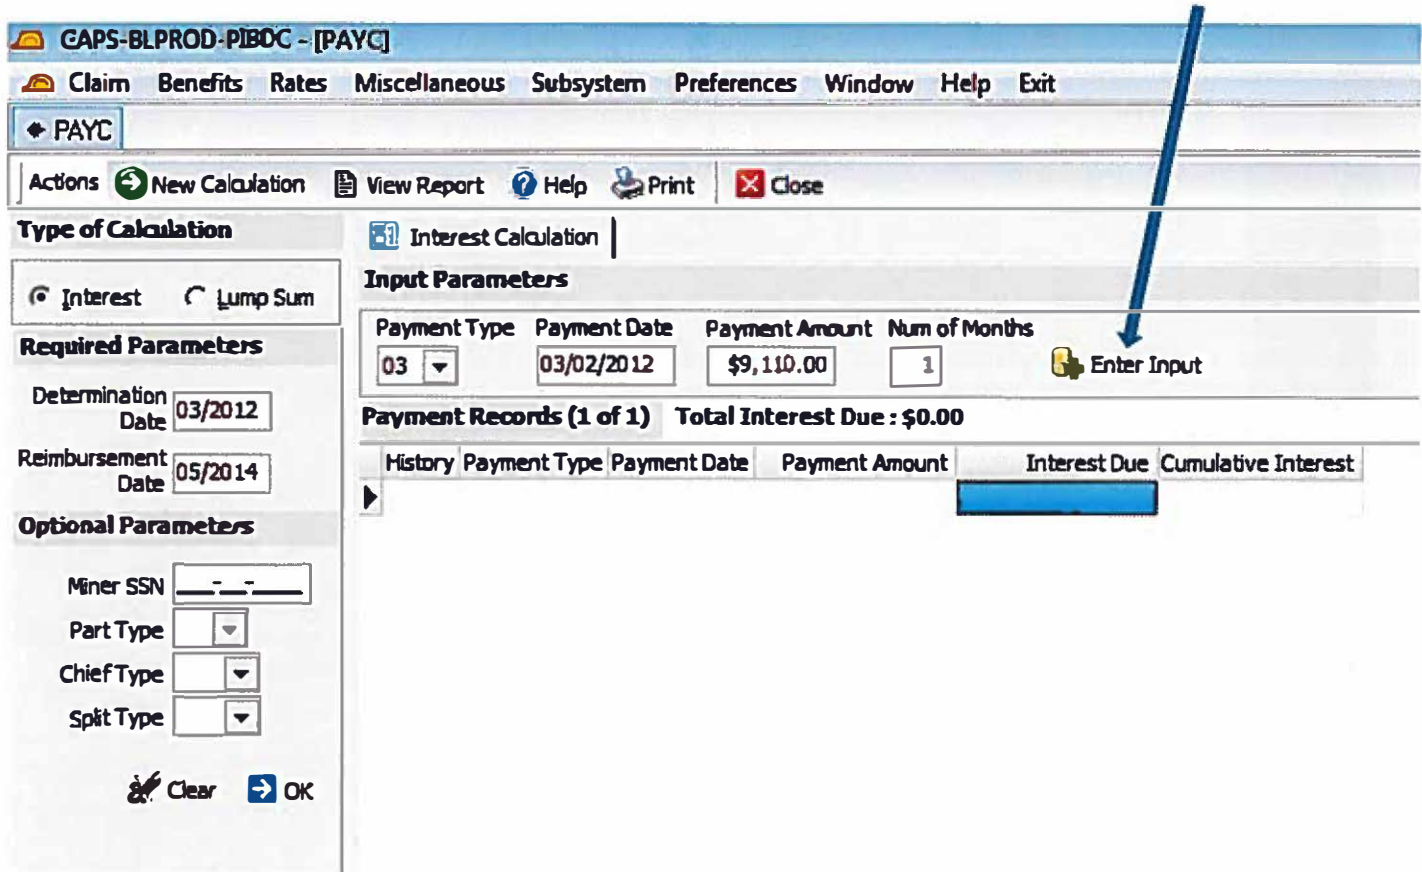 CAPS-BLPROD-PIBDC - [PAYC]
Claim Benefits Rates Miscellaneous Subsystem Preferences Window Help Exit
PAYC
Actions New Calculation View Report Help Print Close
Type of Calculation
Interest Lump Sum
Required Parameters
Determination Date 03/2012
Reimbursement Date 05/2014
Optional Parameters
Miner SSN ___-__-____
Part Type
Chief Type
Split Type
Clear OK
Interest Calculation
Input Parameters
Payment Type Payment Date Payment Amount Num of Months
03 03/02/2012 $9,110.00 1 Enter Input
Payment Records (1 of 1) Total Interest Due : $0.00
History Payment Type Payment Date Payment Amount Interest Due Cumulative Interest